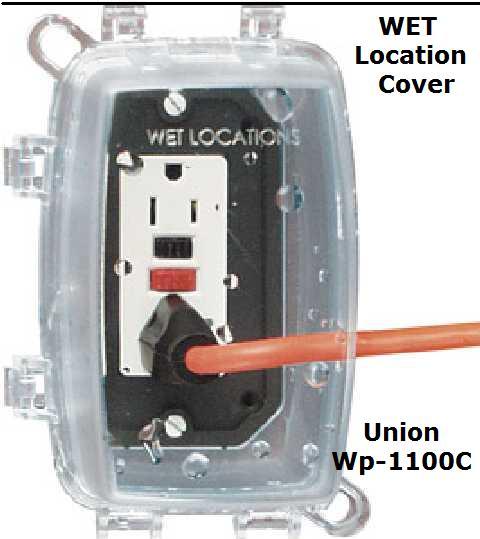 WET
Location
Cover
WET LOCATIONS
Union
Wp-1100C